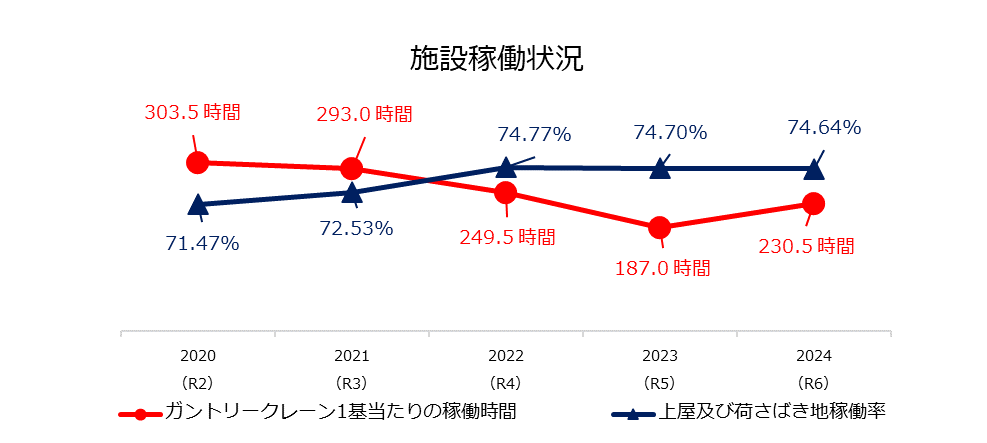 施設稼働状況
303.5 時間
293.0 時間
74.77%
74.70%
74.64%
71.47%
72.53%
249.5 時間
187.0 時間
230.5 時間
2020 2021 2022 2023 2024
（R2） （R3） （R4） （R5） （R6）
ガントリークレーン1基当たりの稼働時間 上屋及び荷さばき地稼働率